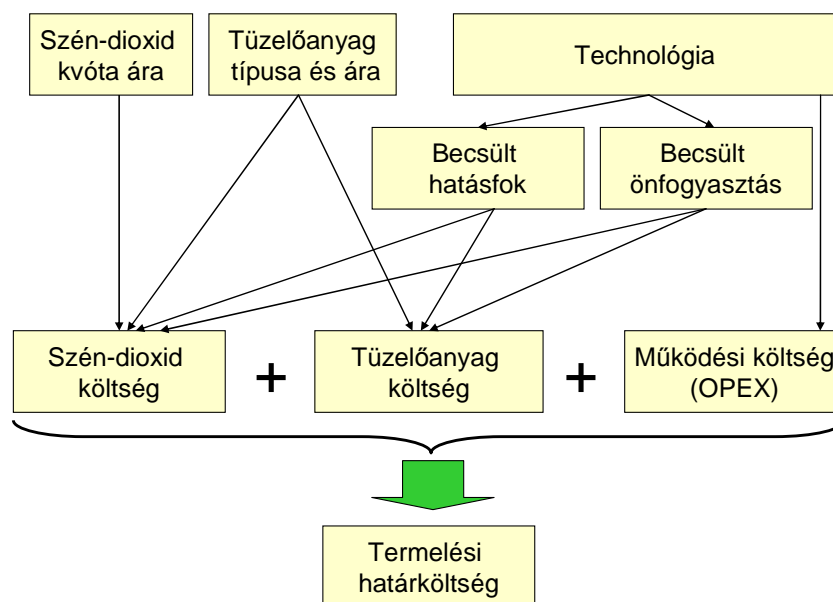 Szén-dioxid
kvóta ára
Tüzelőanyag
típusa és ára
Technológia
Becsült
hatásfok
Becsült
önfogyasztás
Szén-dioxid
költség
+
Tüzelőanyag
költség
+
Működési költség
(OPEX)
Termelési
határköltség